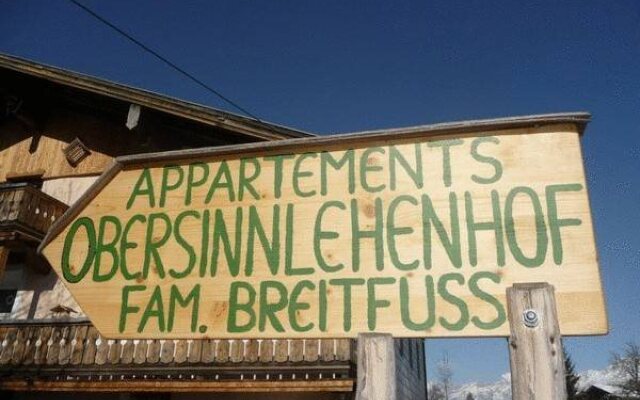 APPARTEMENTS
OBERSINNLEHENHOF
FAM. BREITFUSS